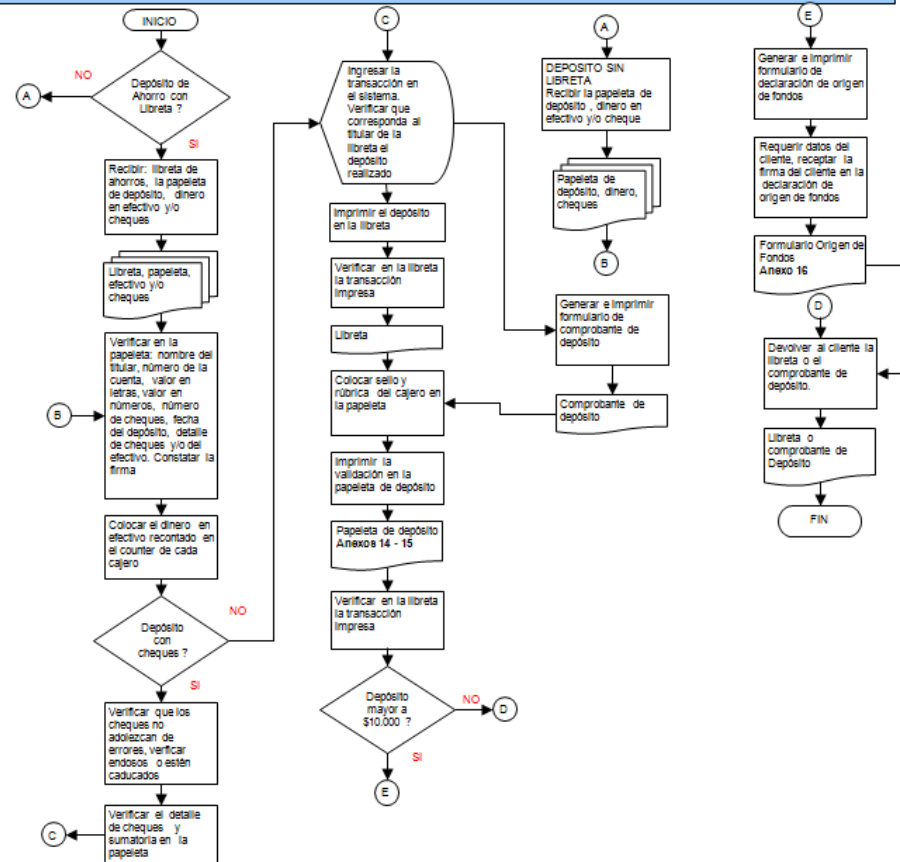 INICIO
Depósito de
Ahorro con
Libreta ?
NO
A
SI
Recibir: libreta de
ahorros, la papeleta
de depósito, dinero
en efectivo y/o
cheques
Libreta, papeleta,
efectivo y/o
cheques
Verificar en la
papeleta: nombre del
titular, número de la
cuenta, valor en
letras, valor en
números, número
de cheques, fecha
del depósito, detalle
de cheques y/o del
efectivo. Constatar la
firma
B
Colocar el dinero en
efectivo recontado en
el counter de cada
cajero
Depósito
con
cheques ?
NO
SI
Verificar que los
cheques no
adolezcan de
errores, verificar
endosos o estén
caducados
Verificar el detalle
de cheques y
sumatoria en la
papeleta
C
C
Ingresar la
transacción en
el sistema.
Verificar que
corresponda al
titular de la
libreta el
depósito
realizado
Imprimir el depósito
en la libreta
Verificar en la libreta
la transacción
impresa
Libreta
Colocar sello y
rúbrica del cajero en
la papeleta
Imprimir la
validación en la
papeleta de depósito
Papeleta de depósito
Anexos 14 - 15
Verificar en la libreta
la transacción
impresa
Depósito
mayor a
$10.000 ?
NO
D
SI
E
A
DEPOSITO SIN
LIBRETA
Recibir la papeleta de
depósito , dinero en
efectivo y/o cheque
Papeleta de
depósito, dinero,
cheques
B
Generar e imprimir
formulario de
comprobante de
depósito
Comprobante de
depósito
E
Generar e imprimir
formulario de
declaración de origen
de fondos
Requerir datos del
cliente, receptar la
firma del cliente en la
declaración de
origen de fondos
Formulario Origen de
Fondos
Anexo 16
D
Devolver al cliente la
libreta o el
comprobante de
depósito.
Libreta o
comprobante de
Depósito
FIN